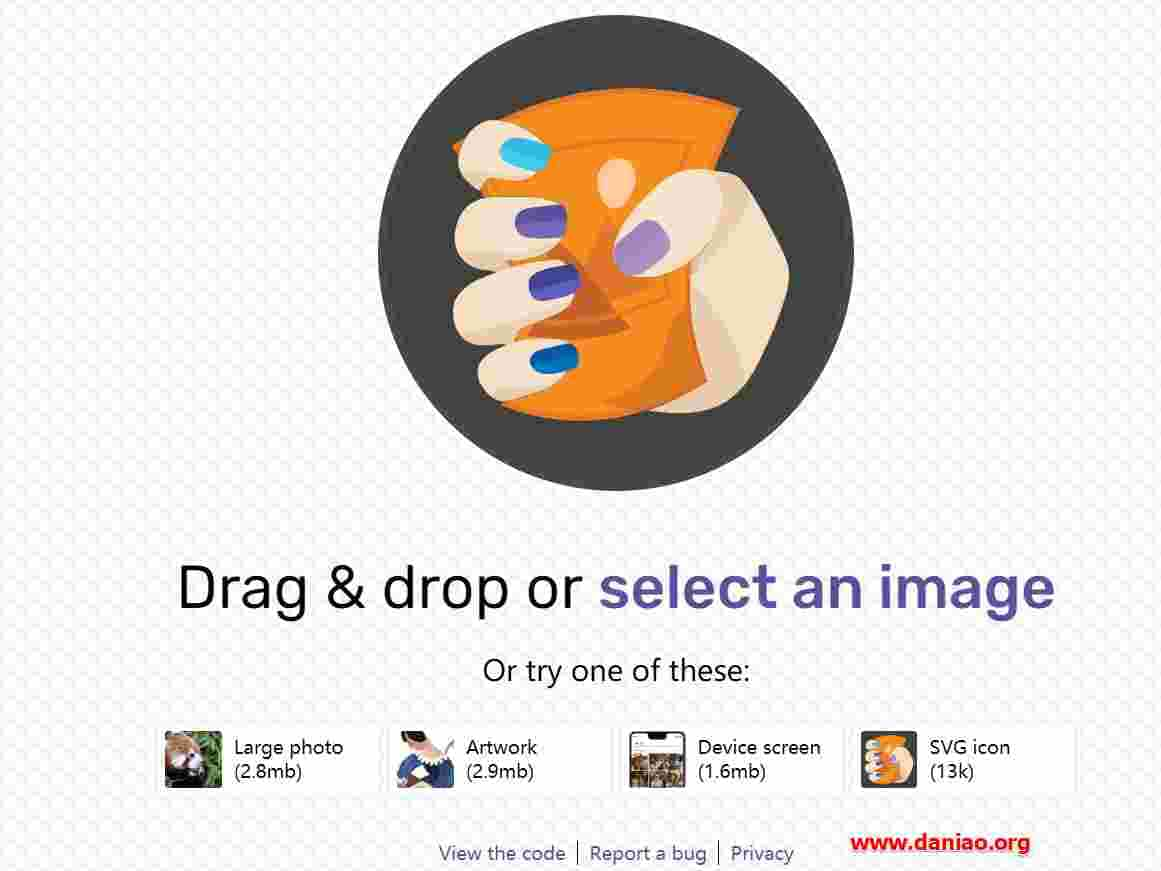 Drag & drop or select an image
Or try one of these:
Large photo
(2.8mb)
Artwork
(2.9mb)
Device screen
(1.6mb)
SVG icon
(13k)
View the code | Report a bug | Privacy
www.daniao.org